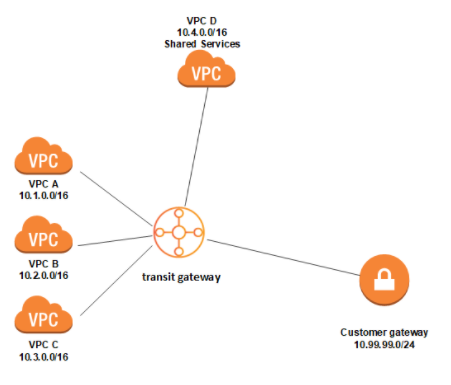 VPC D
10.4.0.0/16
Shared Services
VPC
VPC
VPC A
10.1.0.0/16
VPC
VPC B
10.2.0.0/16
transit gateway
VPC
VPC C
10.3.0.0/16
Customer gateway
10.99.99.0/24